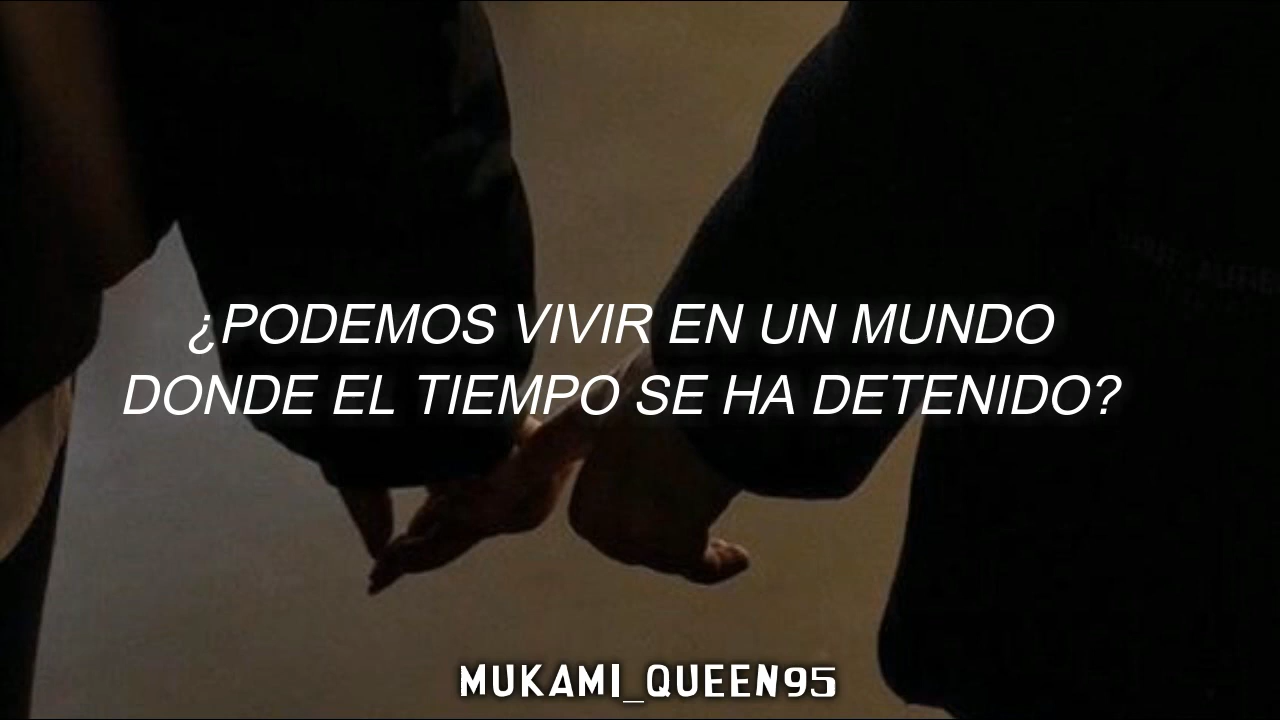 ¿PODEMOS VIVIR EN UN MUNDO
DONDE EL TIEMPO SE HA DETENIDO?
MUKAMI_QUEEN95